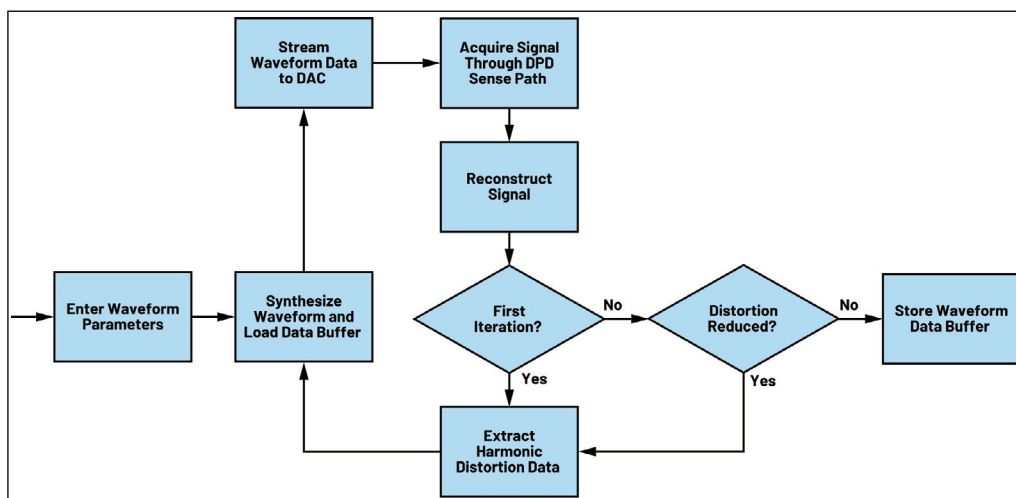 Stream
Waveform Data
to DAC
Acquire Signal
Through DPD
Sense Path
Reconstruct
Signal
Enter Waveform
Parameters
Synthesize
Waveform and
Load Data Buffer
First
Iteration?
No
Distortion
Reduced?
No
Store Waveform
Data Buffer
Yes
Yes
Extract
Harmonic
Distortion Data